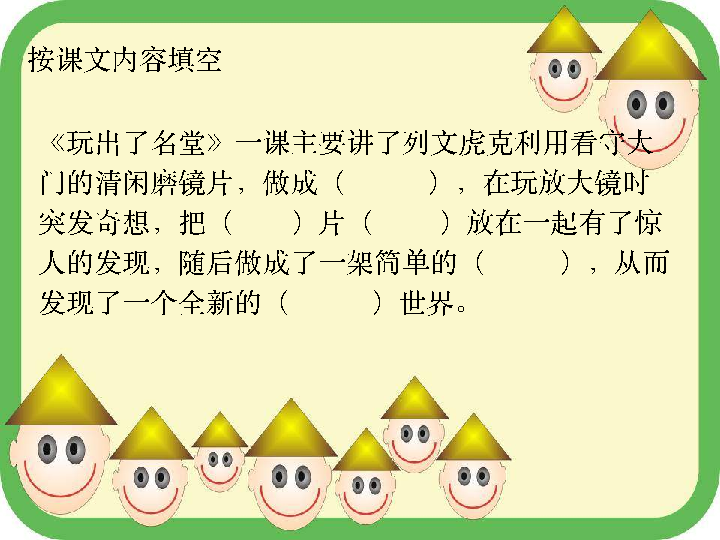 按课文内容填空
《玩出了名堂》一课主要讲了列文虎克利用看守大
门的清闲磨镜片，做成（　　　），在玩放大镜时
突发奇想，把（　　）片（　　）放在一起有了惊
人的发现，随后做成了一架简单的（　　　），从而
发现了一个全新的（　　　）世界。